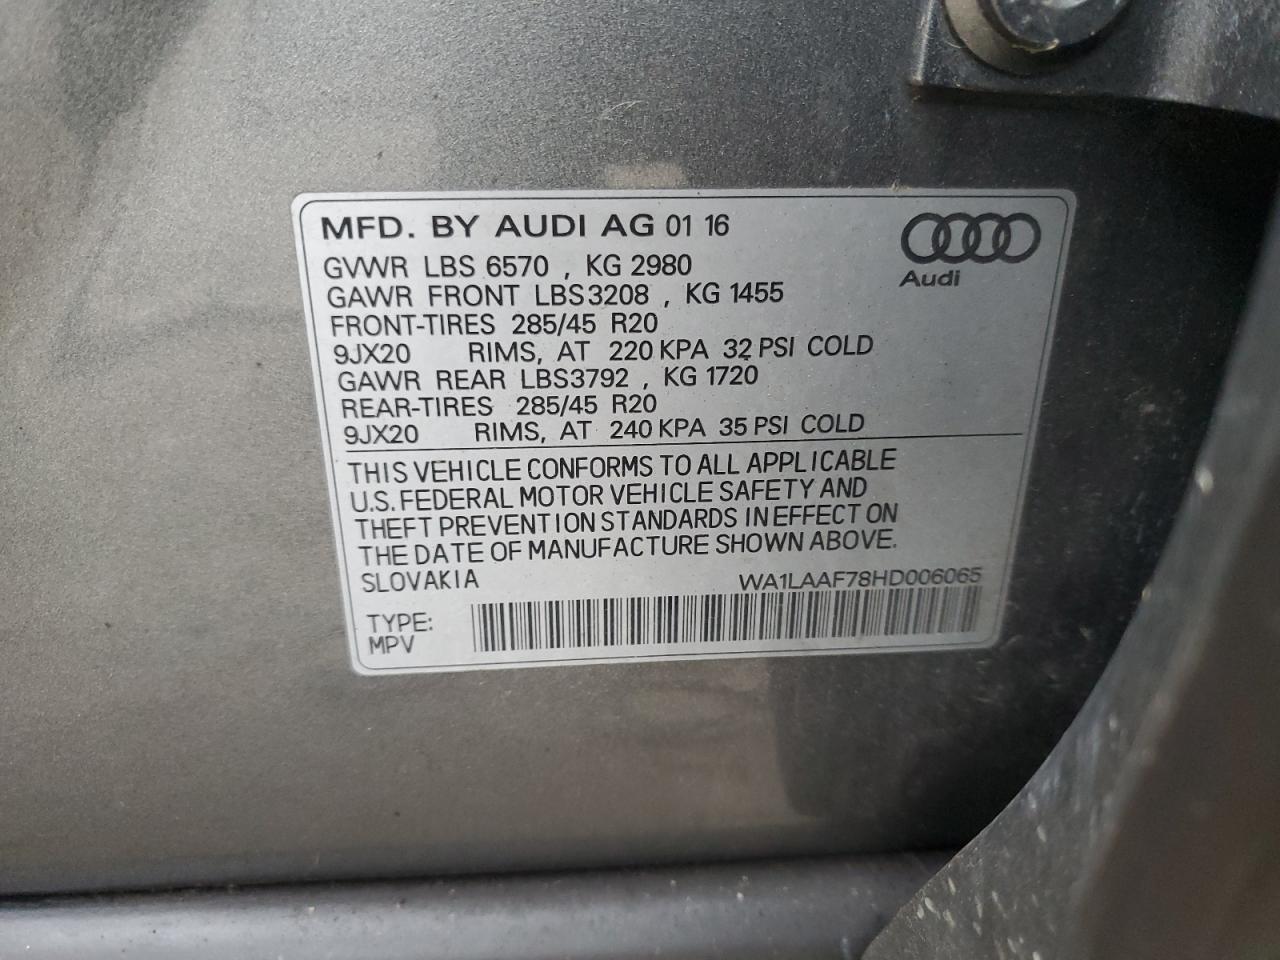 MFD. BY AUDI AG 01 16
Audi
GVWR LBS 6570 , KG 2980
GAWR FRONT LBS3208 , KG 1455
FRONT-TIRES 285/45 R20
9JX20 RIMS, AT 220 KPA 32 PSI COLD
GAWR REAR LBS3792 , KG 1720
REAR-TIRES 285/45 R20
9JX20 RIMS, AT 240 KPA 35 PSI COLD
THIS VEHICLE CONFORMS TO ALL APPLICABLE
U.S. FEDERAL MOTOR VEHICLE SAFETY AND
THEFT PREVENTION STANDARDS IN EFFECT ON
THE DATE OF MANUFACTURE SHOWN ABOVE.
SLOVAKIA WA1LAAF78HD006065
TYPE:
MPV